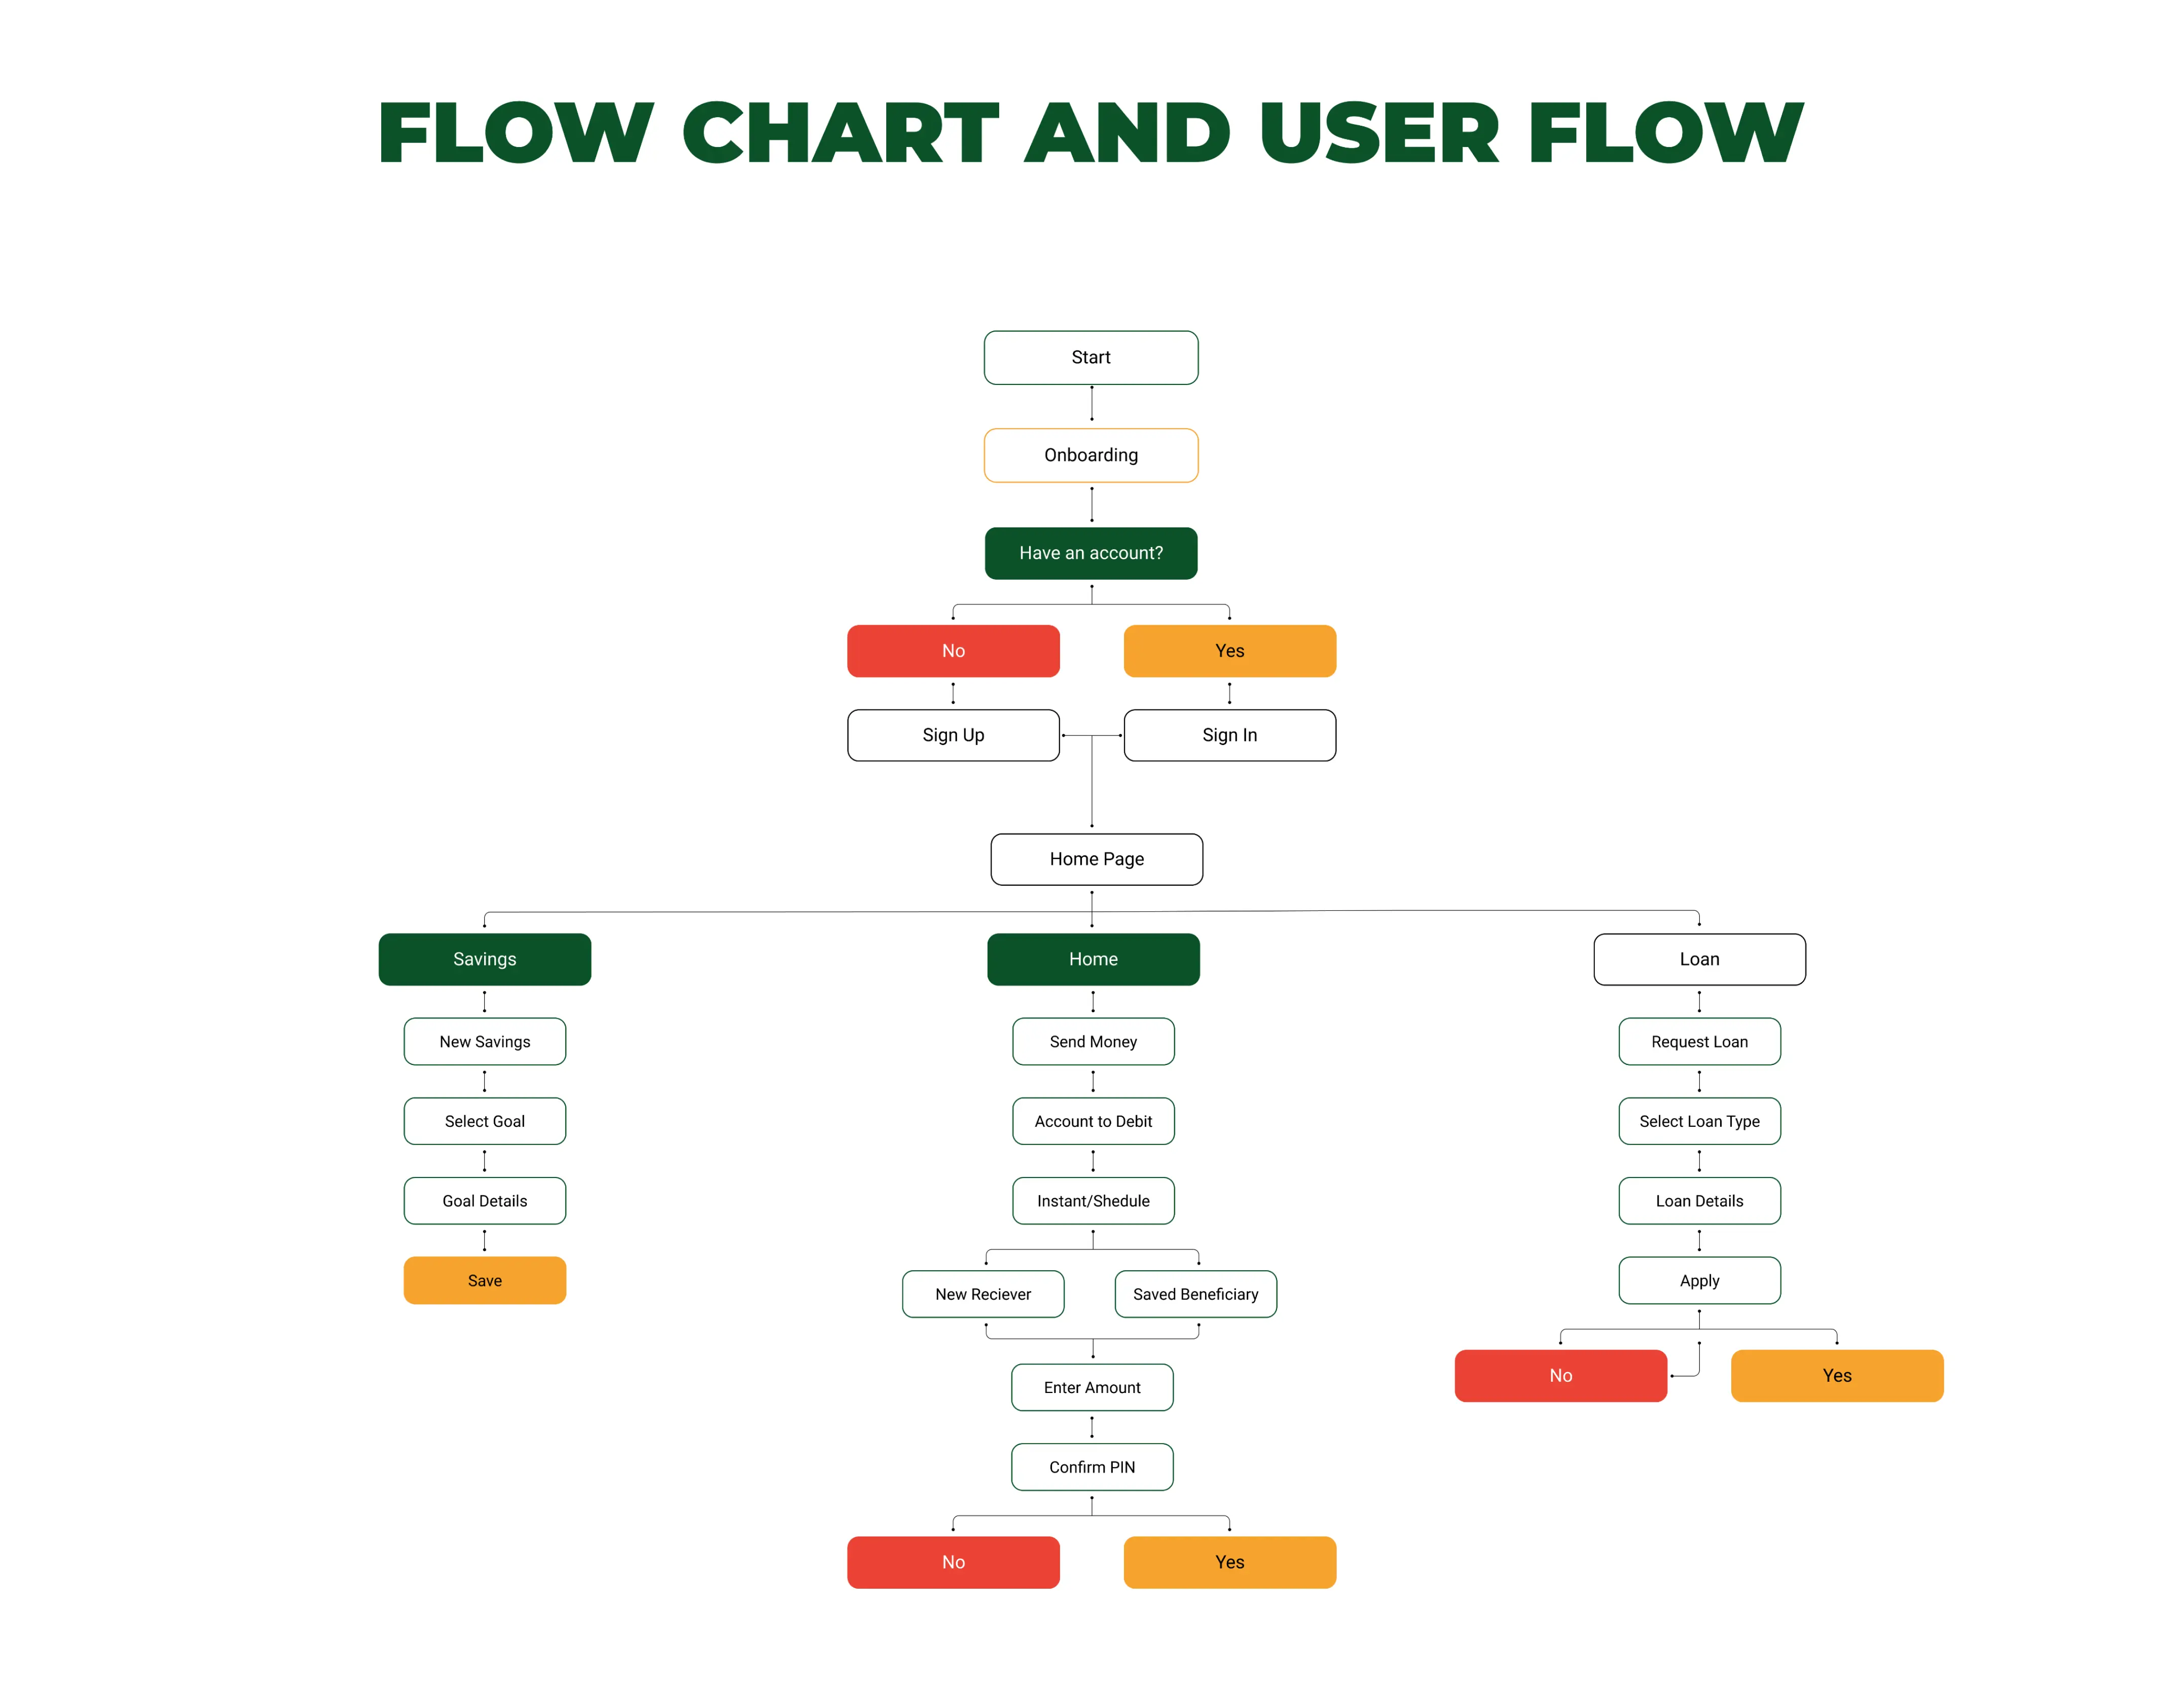 FLOW CHART AND USER FLOW
Start
Onboarding
Have an account?
No
Yes
Sign Up
Sign In
Home Page
Savings
Home
Loan
New Savings
Send Money
Request Loan
Select Goal
Account to Debit
Select Loan Type
Goal Details
Instant/Shedule
Loan Details
Save
New Reciever
Saved Beneficiary
Apply
Enter Amount
No
Yes
Confirm PIN
No
Yes